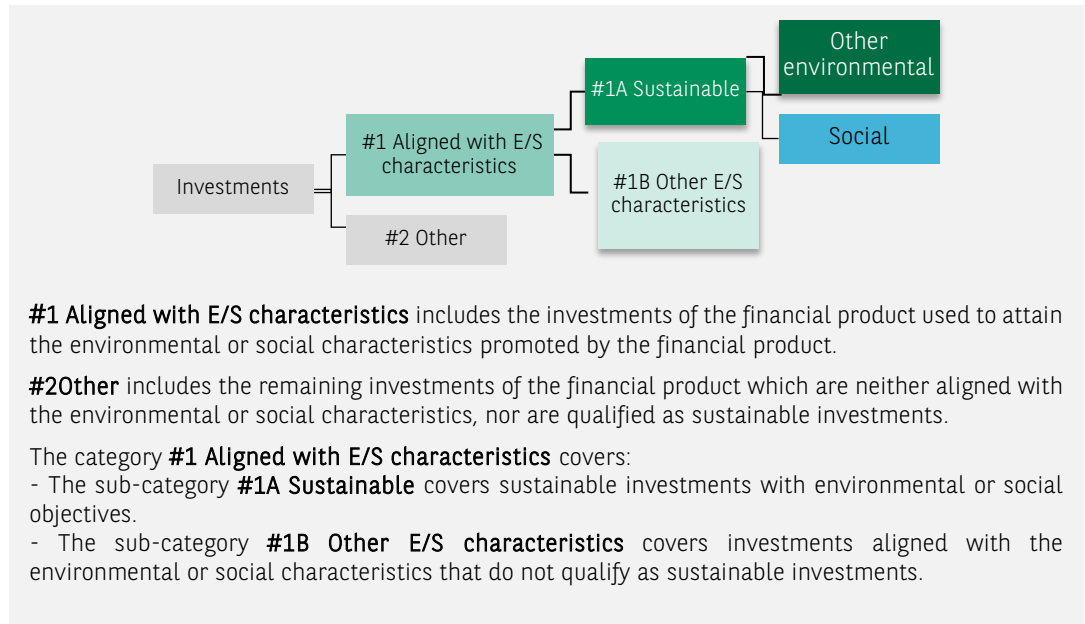 Other
environmental
#1A Sustainable
Social
#1 Aligned with E/S
characteristics
#1B Other E/S
characteristics
Investments
#2 Other
#1 Aligned with E/S characteristics includes the investments of the financial product used to attain
the environmental or social characteristics promoted by the financial product.
#2Other includes the remaining investments of the financial product which are neither aligned with
the environmental or social characteristics, nor are qualified as sustainable investments.
The category #1 Aligned with E/S characteristics covers:
- The sub-category #1A Sustainable covers sustainable investments with environmental or social
objectives.
- The sub-category #1B Other E/S characteristics covers investments aligned with the
environmental or social characteristics that do not qualify as sustainable investments.